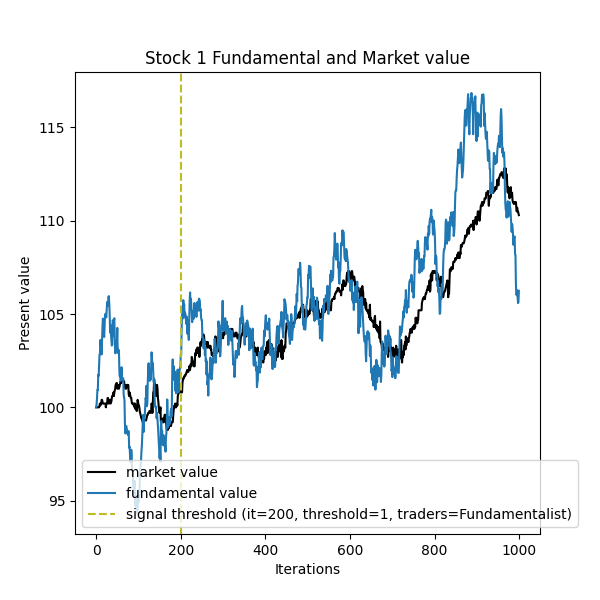 Stock 1 Fundamental and Market value
Present value
115
110
105
100
95
market value
fundamental value
signal threshold (it=200, threshold=1, traders=Fundamentalist)
0 200 400 600 800 1000
Iterations